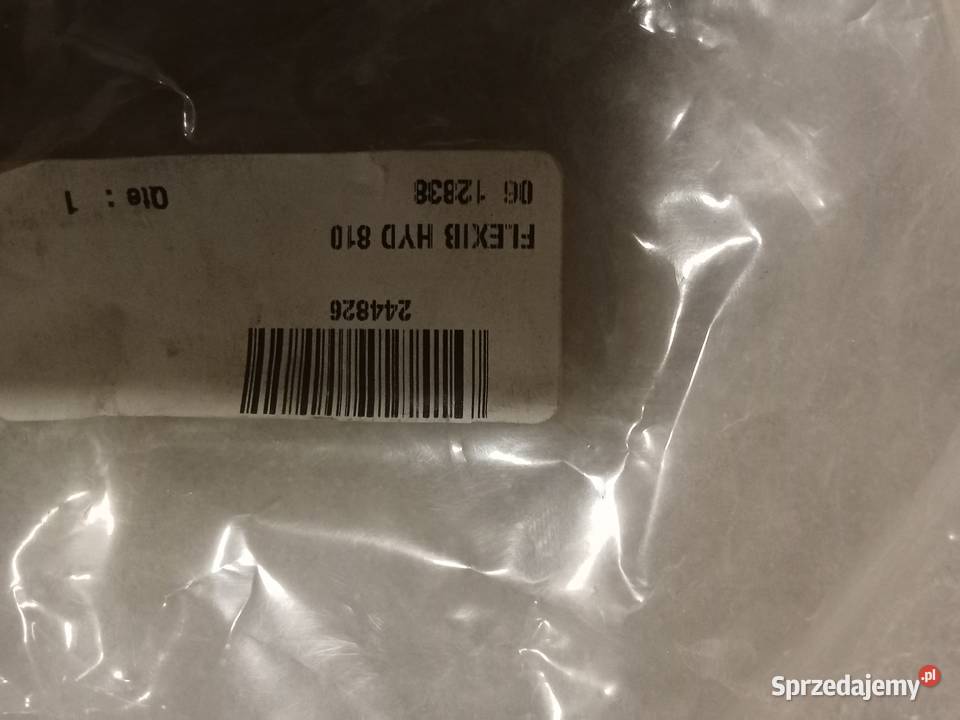 244826
FLEXIB HYD 810
06 12838 Qte : 1
Sprzedajemy.pl